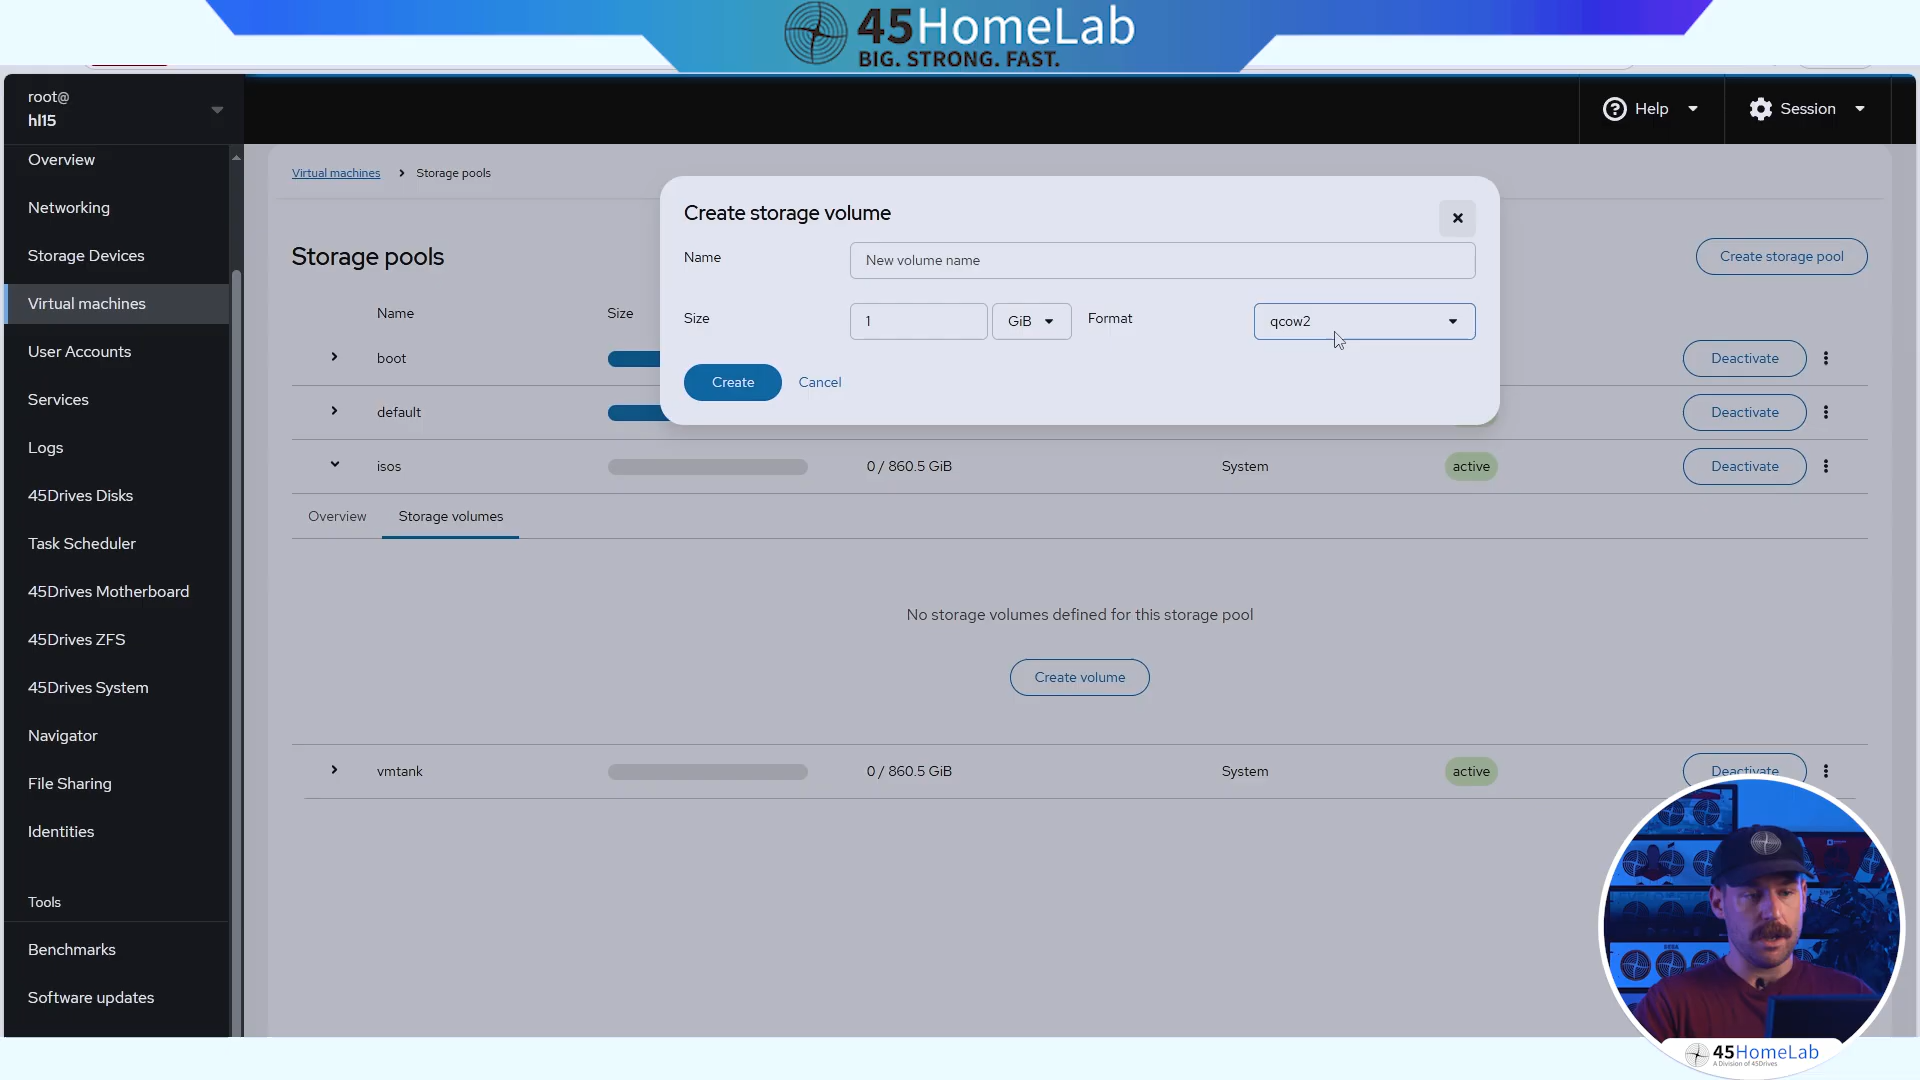 45HomeLab
BIG. STRONG. FAST.
root@
hl15
Help
Session
Overview
Networking
Storage Devices
Virtual machines
User Accounts
Services
Logs
45Drives Disks
Task Scheduler
45Drives Motherboard
45Drives ZFS
45Drives System
Navigator
File Sharing
Identities
Tools
Benchmarks
Software updates
Virtual machines > Storage pools
Storage pools
Create storage pool
Name Size
Create storage volume
Name New volume name
Size 1 GiB Format qcow2
Create Cancel
boot Deactivate
default Deactivate
isos 0 / 860.5 GiB System active Deactivate
Overview Storage volumes
No storage volumes defined for this storage pool
Create volume
vmtank 0 / 860.5 GiB System active Deactivate
45HomeLab
A Division of 45Drives